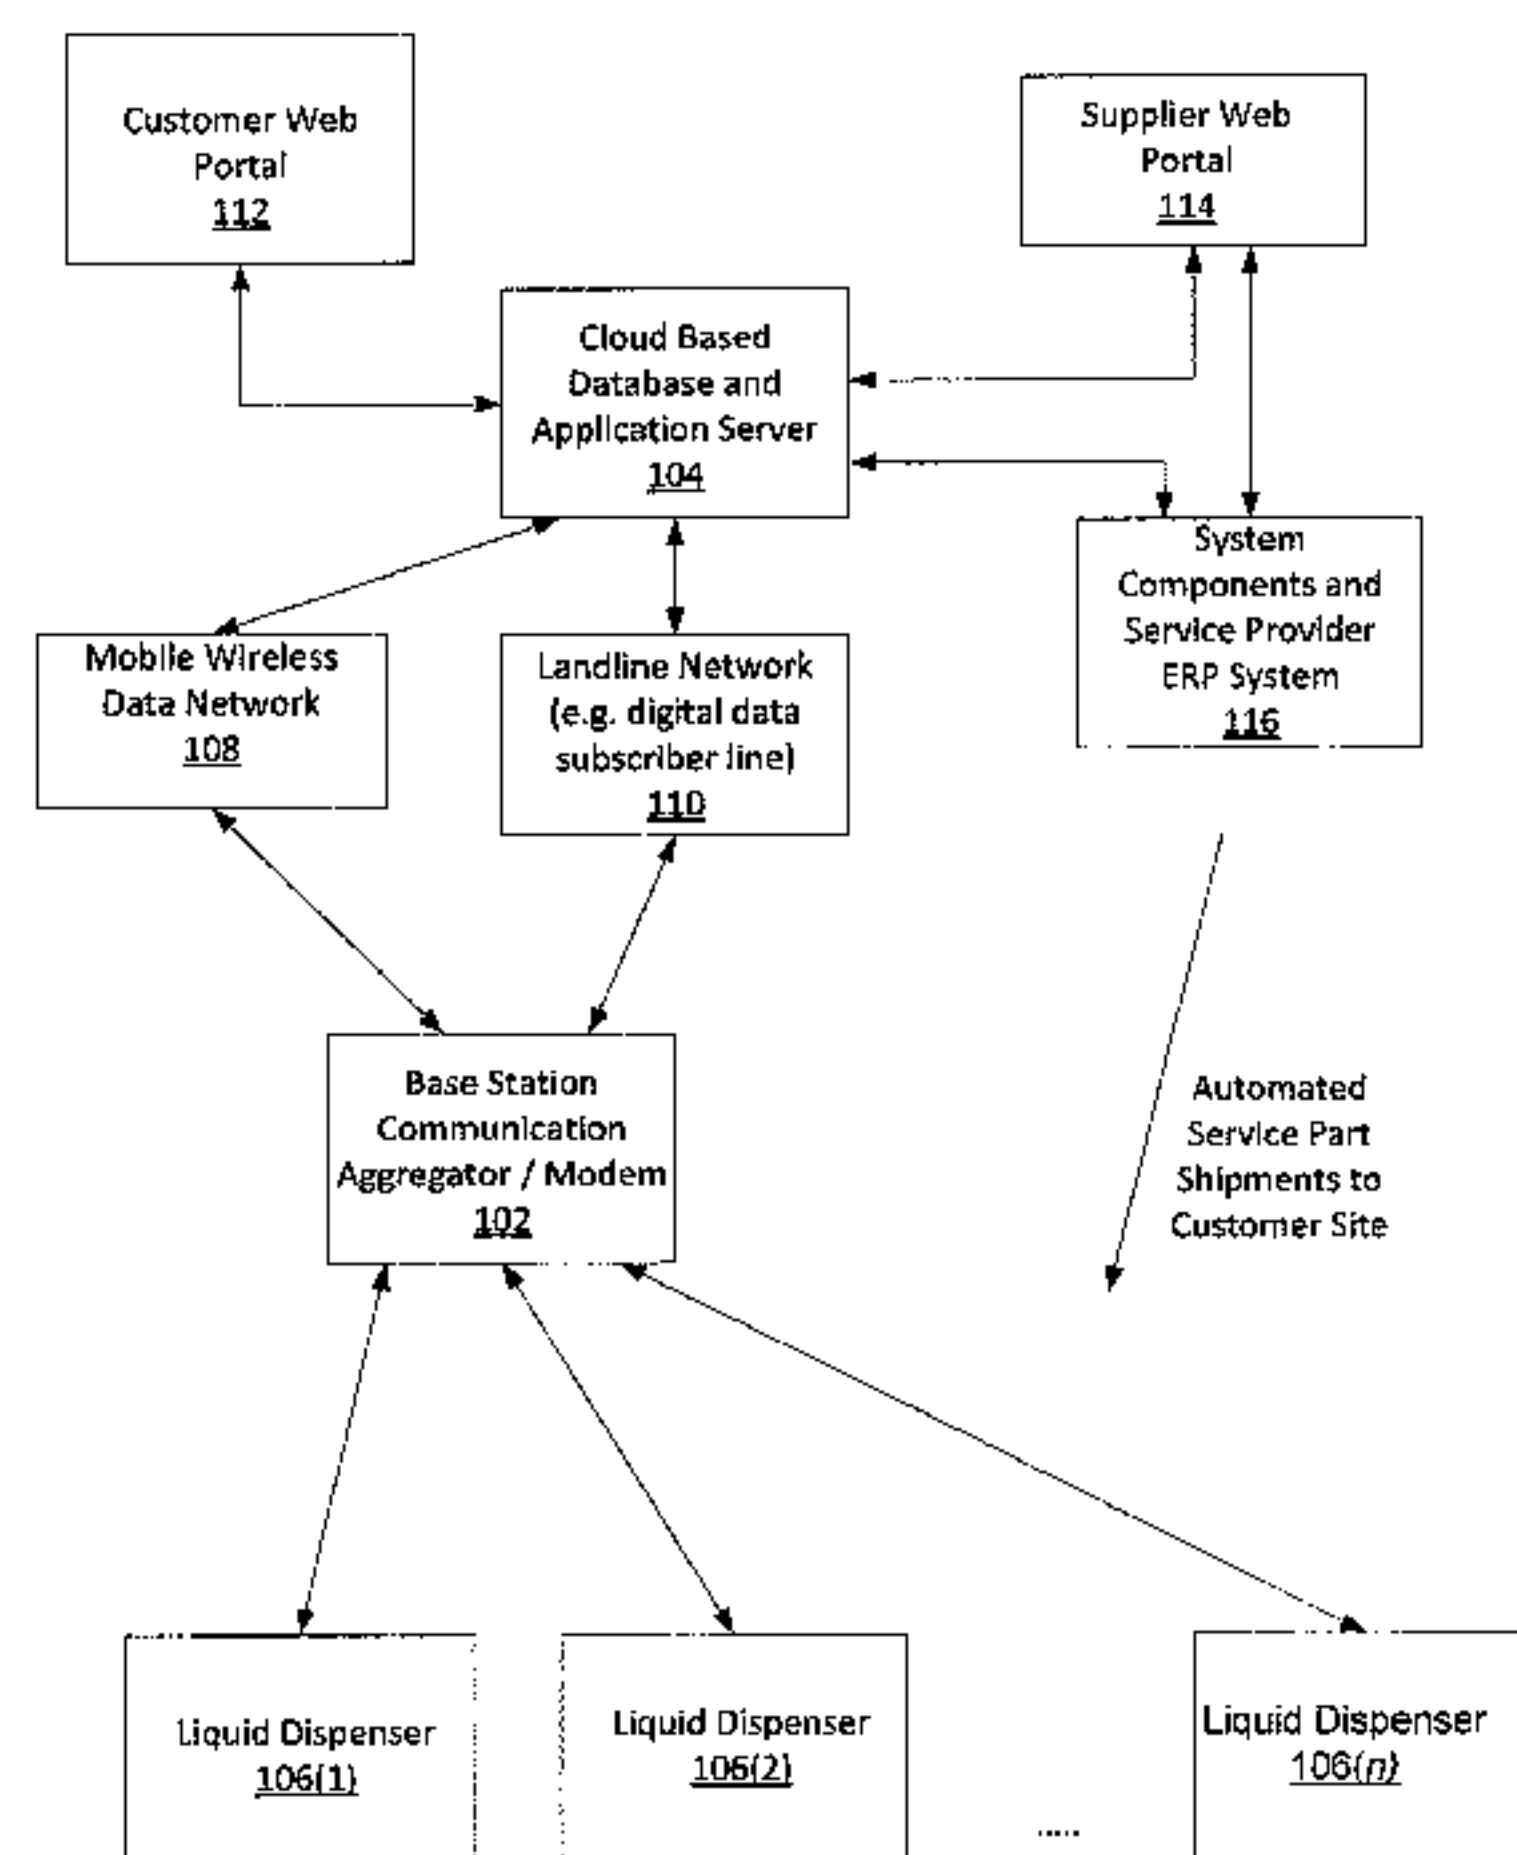 Customer Web
Portal
112
Supplier Web
Portal
114
Cloud Based
Database and
Application Server
104
System
Components and
Service Provider
ERP System
116
Mobile Wireless
Data Network
108
Landline Network
(e.g. digital data
subscriber line)
110
Base Station
Communication
Aggregator / Modem
102
Automated
Service Part
Shipments to
Customer Site
Liquid Dispenser
106(1)
Liquid Dispenser
106(2)
.....
Liquid Dispenser
106(n)